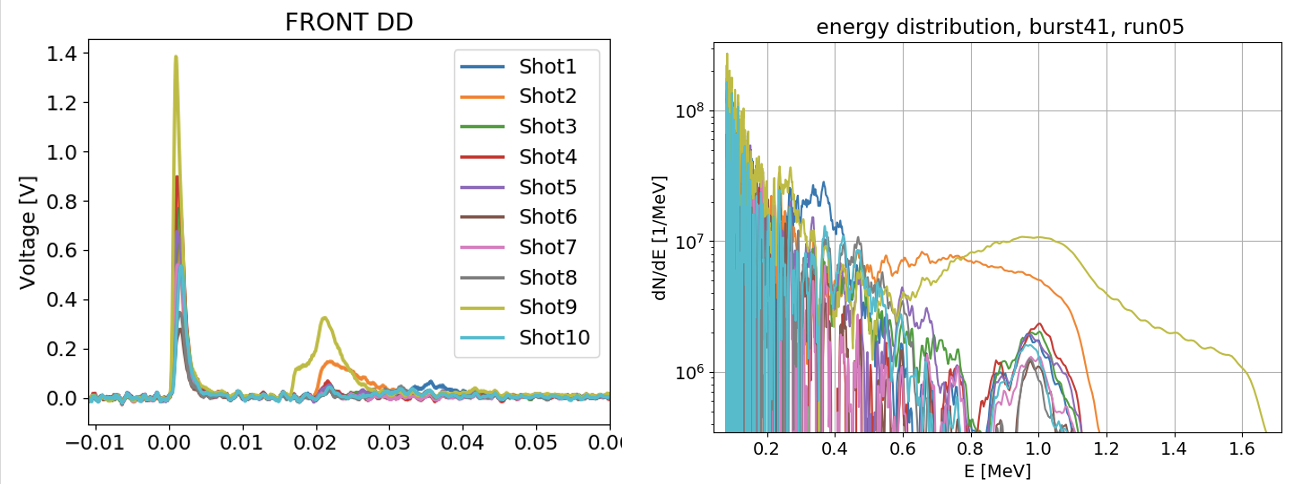 FRONT DD
1.4
1.2
1.0
0.8
0.6
0.4
0.2
0.0
Voltage [V]
−0.01 0.00 0.01 0.02 0.03 0.04 0.05 0.0
Shot1
Shot2
Shot3
Shot4
Shot5
Shot6
Shot7
Shot8
Shot9
Shot10
energy distribution, burst41, run05
10⁸
10⁷
10⁶
dN/dE [1/MeV]
0.2 0.4 0.6 0.8 1.0 1.2 1.4 1.6
E [MeV]